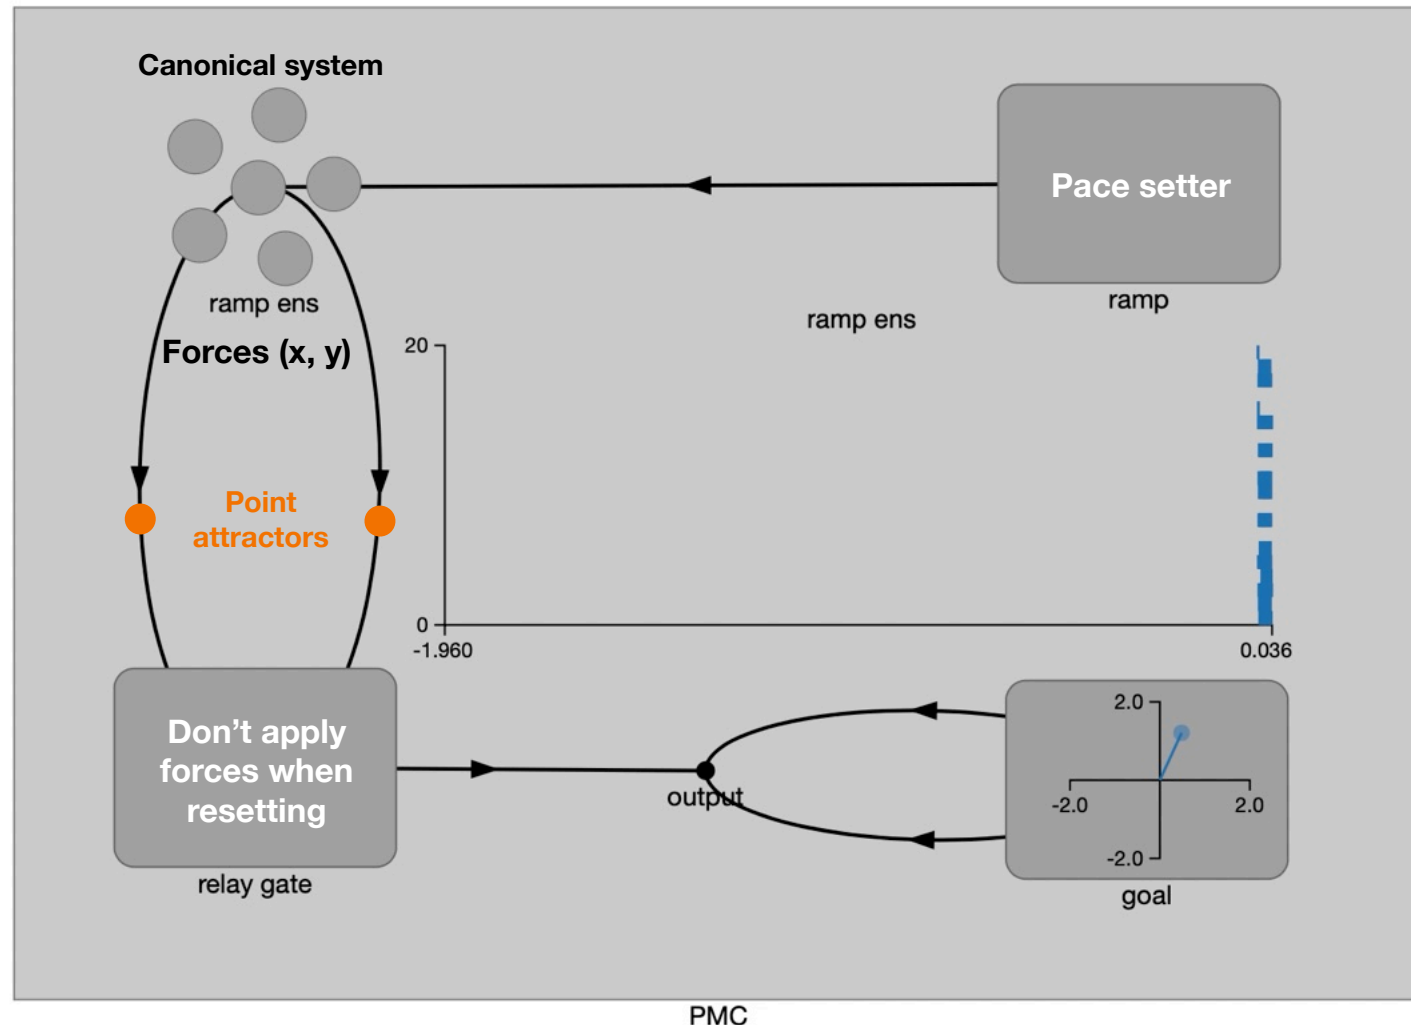 Canonical system
Pace setter
ramp ens
ramp
Forces (x, y)
ramp ens
20
0
-1.960
0.036
Point
attractors
Don’t apply
forces when
resetting
relay gate
output
2.0
-2.0
2.0
-2.0
goal
PMC